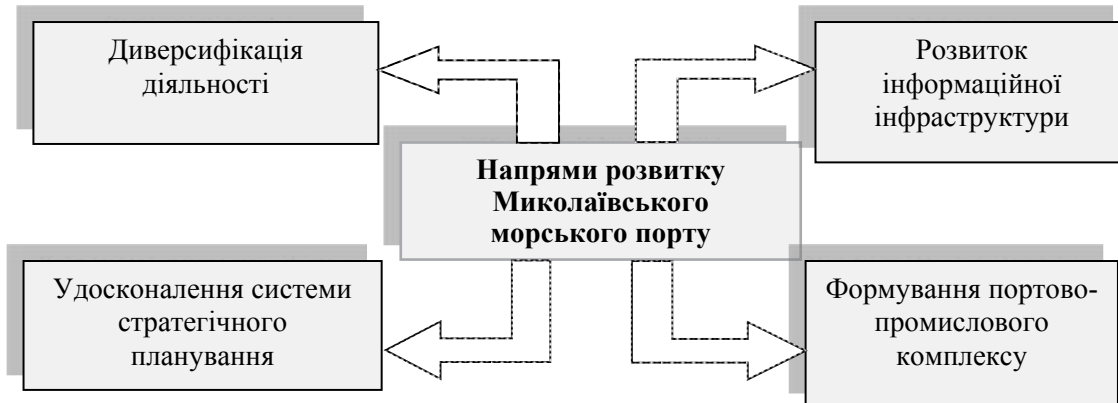 Диверсифікація
діяльності
Розвиток
інформаційної
інфраструктури
Напрями розвитку
Миколаївського
морського порту
Удосконалення системи
стратегічного
планування
Формування портово-
промислового
комплексу